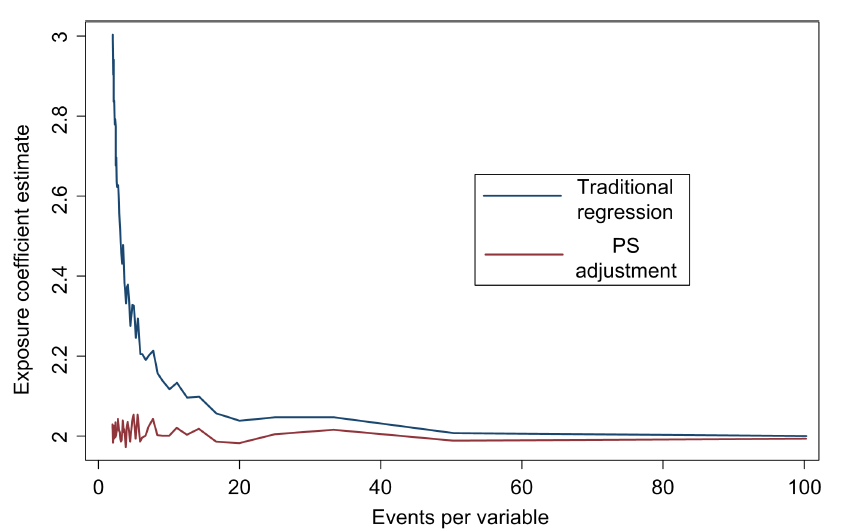 Exposure coefficient estimate
3
2.8
2.6
2.4
2.2
2
Traditional
regression
PS
adjustment
0 20 40 60 80 100
Events per variable